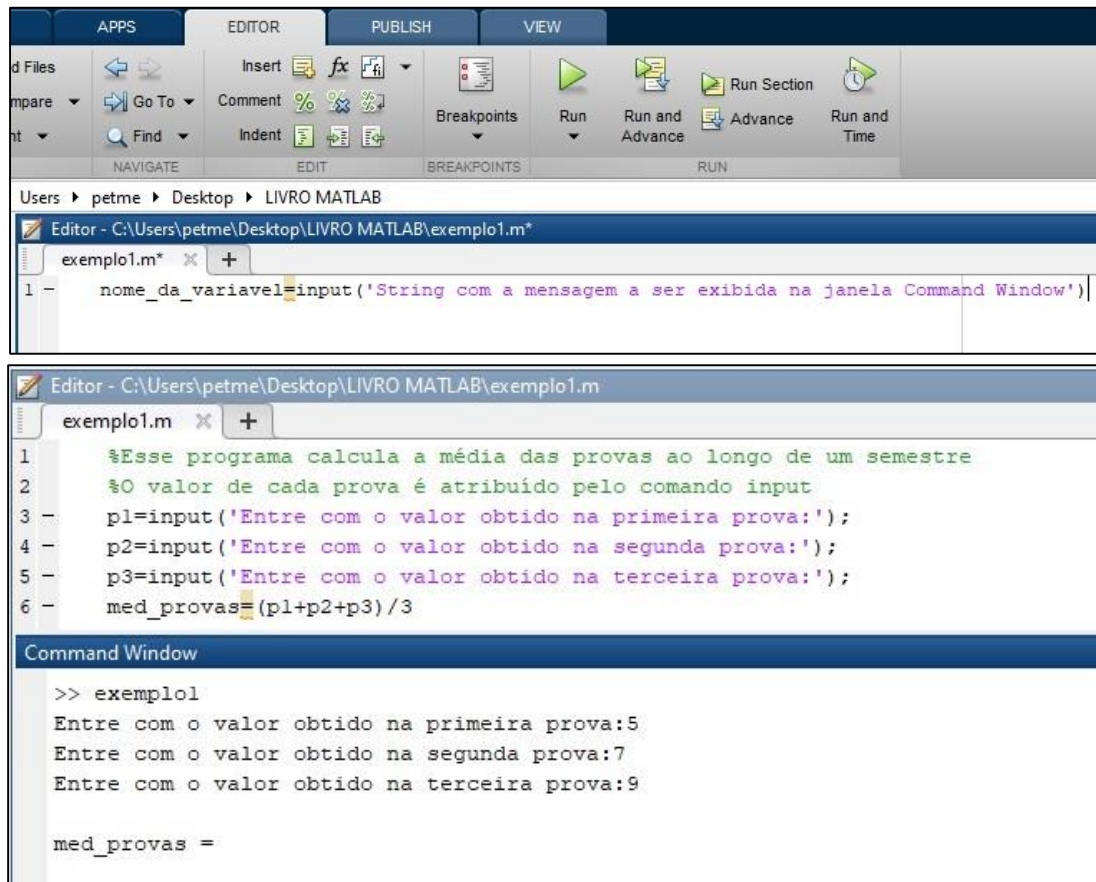 APPS EDITOR PUBLISH VIEW
d Files Insert fx
mpare Go To Comment Breakpoints Run Run and Advance Run Section Advance Run and Time
nt Find Indent
NAVIGATE EDIT BREAKPOINTS RUN
Users petme Desktop LIVRO MATLAB
Editor - C:\Users\petme\Desktop\LIVRO MATLAB\exemplo1.m*
exemplo1.m* +
1 - nome_da_variavel=input('String com a mensagem a ser exibida na janela Command Window')
Editor - C:\Users\petme\Desktop\LIVRO MATLAB\exemplo1.m
exemplo1.m +
1 %Esse programa calcula a média das provas ao longo de um semestre
2 %O valor de cada prova é atribuído pelo comando input
3 - p1=input('Entre com o valor obtido na primeira prova:');
4 - p2=input('Entre com o valor obtido na segunda prova:');
5 - p3=input('Entre com o valor obtido na terceira prova:');
6 - med_provas=(p1+p2+p3)/3
Command Window
>> exemplo1
Entre com o valor obtido na primeira prova:5
Entre com o valor obtido na segunda prova:7
Entre com o valor obtido na terceira prova:9
med_provas =